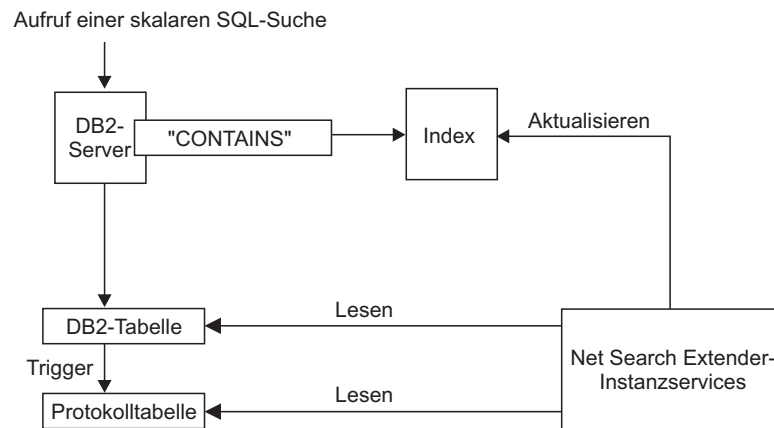 Aufruf einer skalaren SQL-Suche
DB2-
Server
"CONTAINS"
Index
Aktualisieren
DB2-Tabelle
Lesen
Trigger
Net Search Extender-
Instanzservices
Protokolltabelle
Lesen